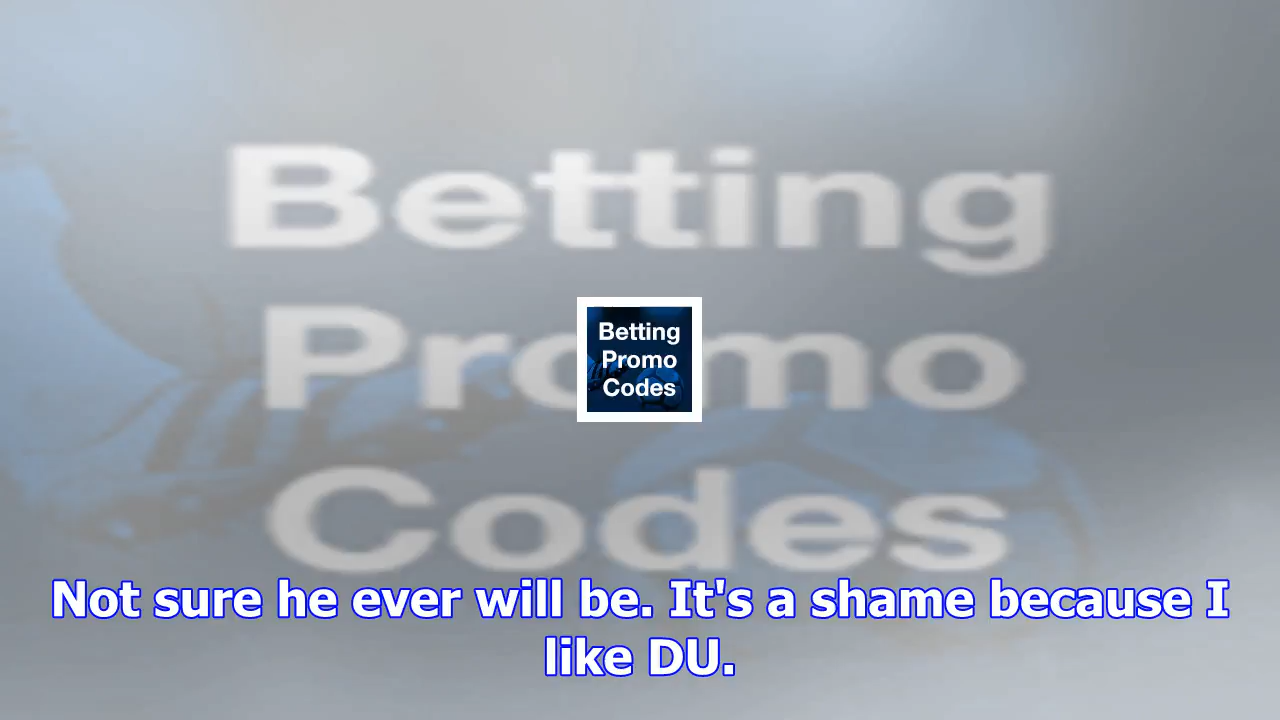 Betting
Promo
Codes
Betting
Promo
Codes
Not sure he ever will be. It's a shame because I
like DU.